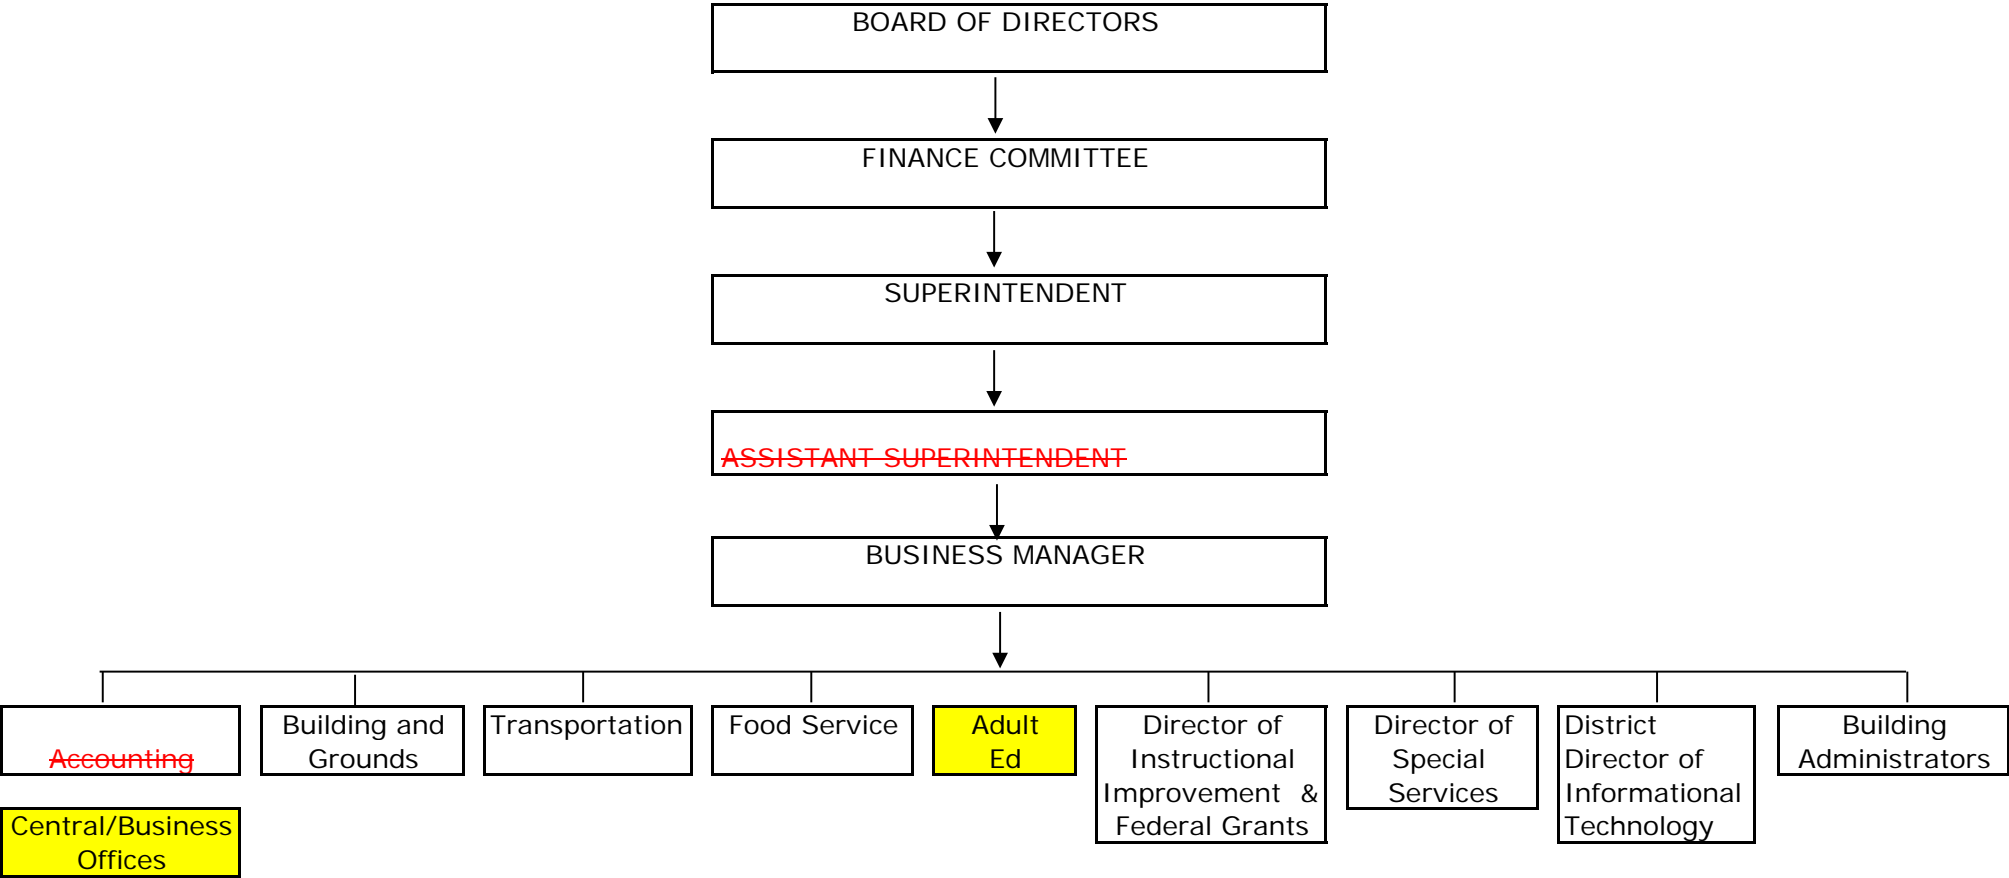 BOARD OF DIRECTORS
FINANCE COMMITTEE
SUPERINTENDENT
ASSISTANT SUPERINTENDENT
BUSINESS MANAGER
Accounting
Building and
Grounds
Transportation
Food Service
Adult
Ed
Director of
Instructional
Improvement &
Federal Grants
Director of
Special
Services
District
Director of
Informational
Technology
Building
Administrators
Central/Business
Offices